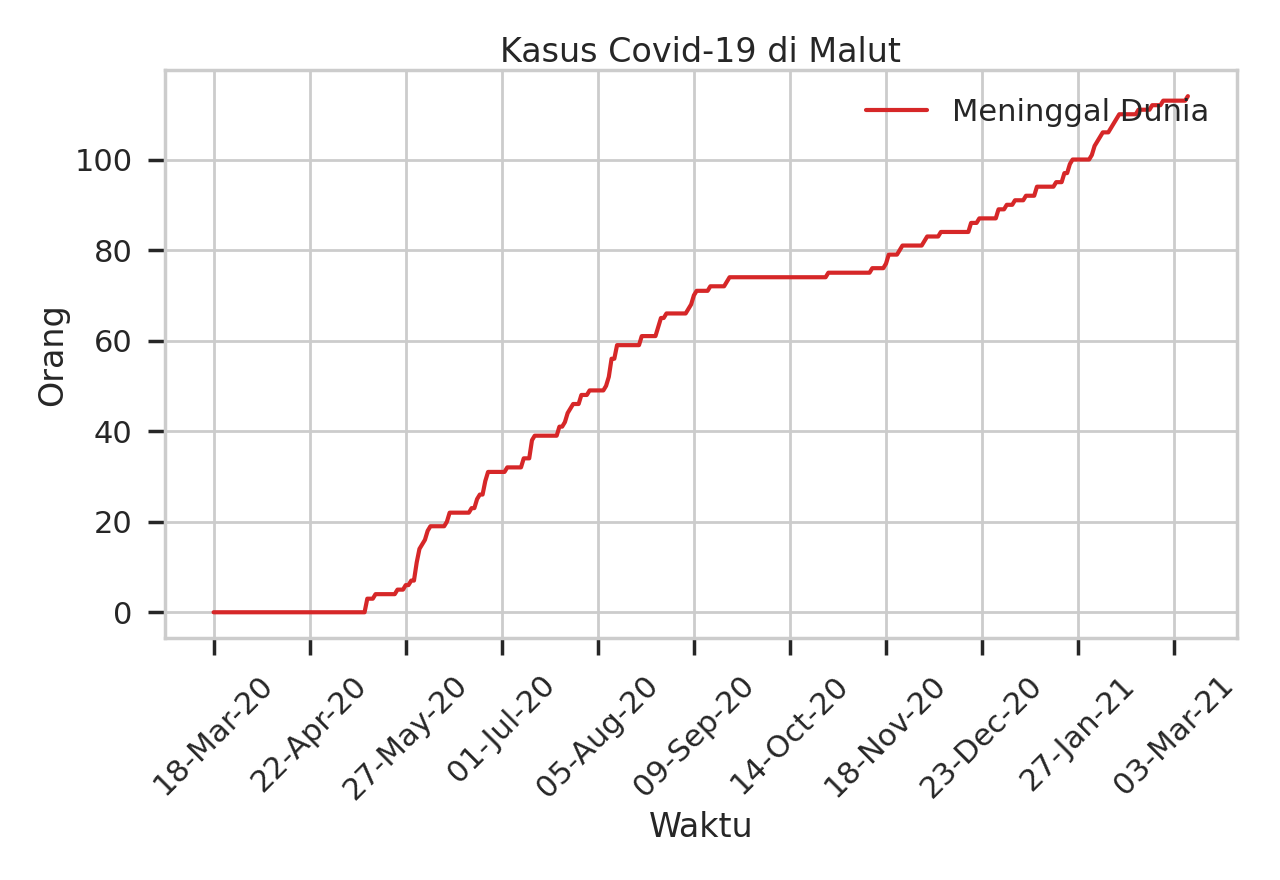 Kasus Covid-19 di Malut
Meninggal Dunia
Orang
100
80
60
40
20
0
18-Mar-20
22-Apr-20
27-May-20
01-Jul-20
05-Aug-20
09-Sep-20
14-Oct-20
18-Nov-20
23-Dec-20
27-Jan-21
03-Mar-21
Waktu